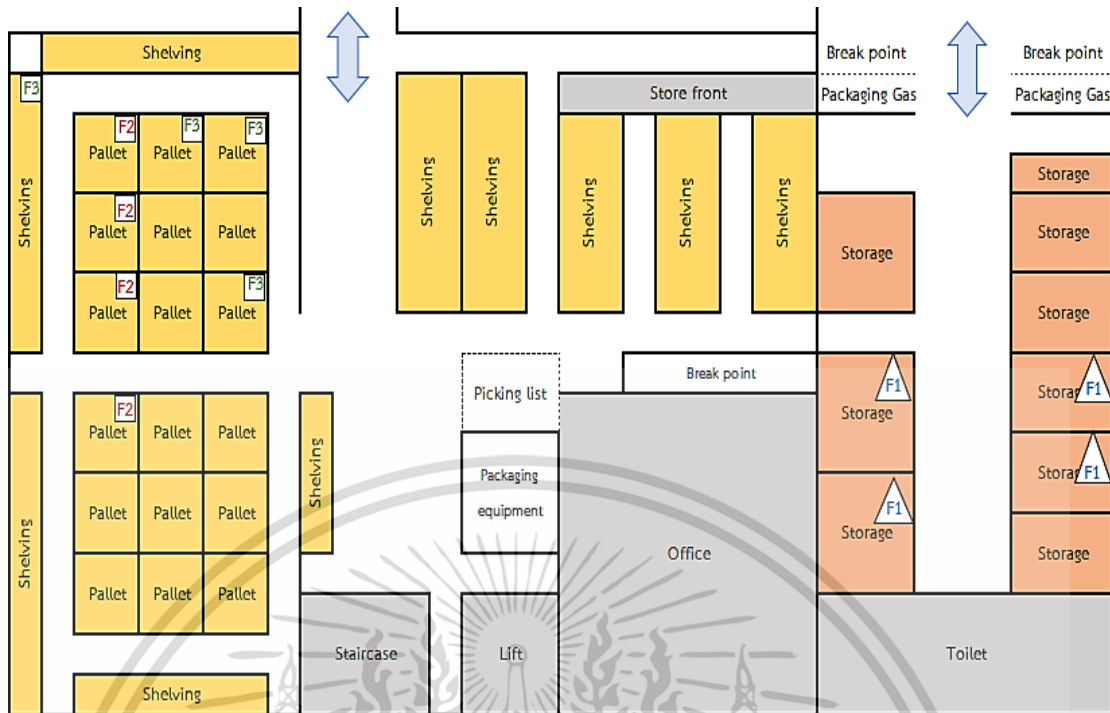 Shelving
Break point
Break point
Packaging Gas
Packaging Gas
F3
Store front
F2
F3
F3
Pallet
Pallet
Pallet
Shelving
Shelving
Shelving
Shelving
Shelving
Shelving
Storage
F2
Pallet
Pallet
Pallet
Storage
Storage
F2
F3
Pallet
Pallet
Pallet
Storage
Break point
F1
F1
Picking list
Storage
Storage
F2
Pallet
Pallet
Pallet
Shelving
Packaging
equipment
F1
F1
Storage
Storage
Pallet
Pallet
Pallet
Shelving
Office
Storage
Pallet
Pallet
Pallet
Staircase
Lift
Toilet
Shelving